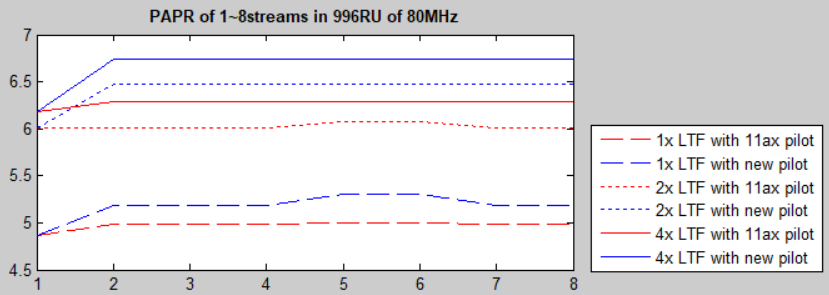 PAPR of 1~8streams in 996RU of 80MHz
7
6.5
6
5.5
5
4.5
1 2 3 4 5 6 7 8
1x LTF with 11ax pilot
1x LTF with new pilot
2x LTF with 11ax pilot
2x LTF with new pilot
4x LTF with 11ax pilot
4x LTF with new pilot